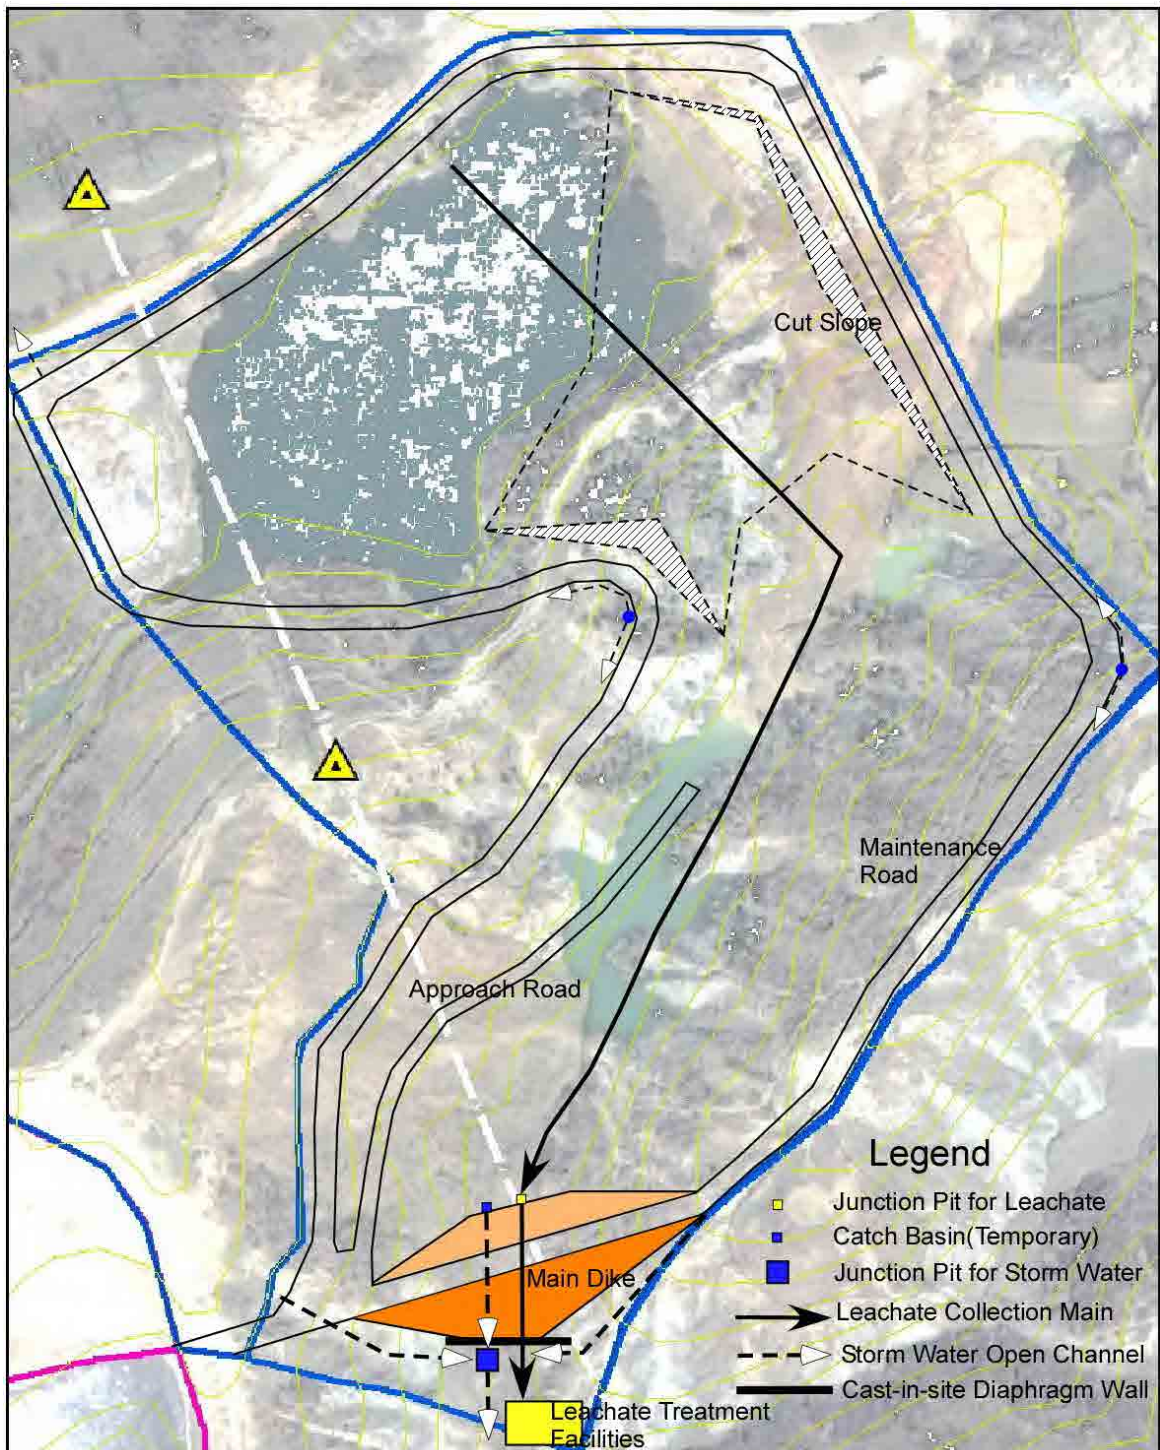 Cut Slope
Maintenance
Road
Approach Road
Main Dike
Legend
Junction Pit for Leachate
Catch Basin(Temporary)
Junction Pit for Storm Water
Leachate Collection Main
Storm Water Open Channel
Cast-in-site Diaphragm Wall
Leachate Treatment
Facilities